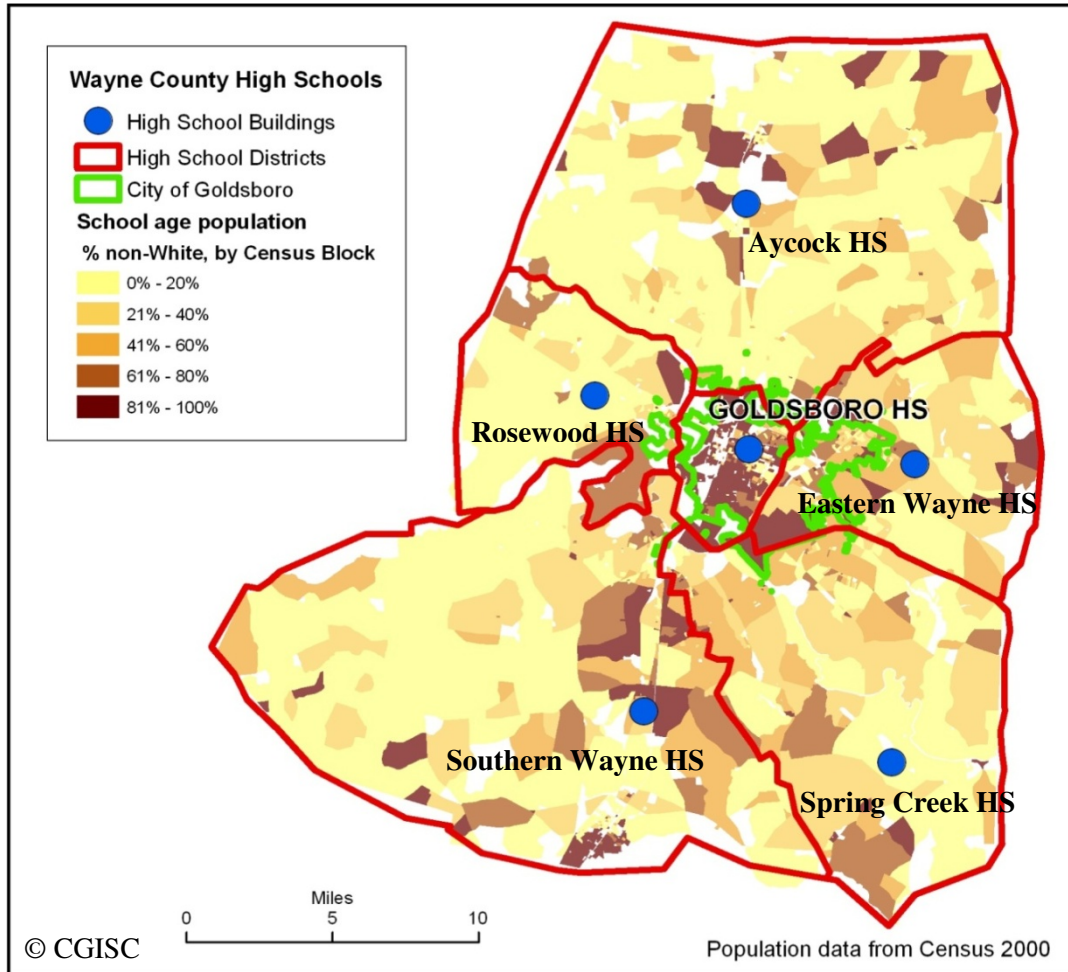 Wayne County High Schools
High School Buildings
High School Districts
City of Goldsboro
School age population
% non-White, by Census Block
0% - 20%
21% - 40%
41% - 60%
61% - 80%
81% - 100%
Aycock HS
GOLDSBORO HS
Rosewood HS
Eastern Wayne HS
Southern Wayne HS
Spring Creek HS
Miles
0 5 10
© CGISC
Population data from Census 2000